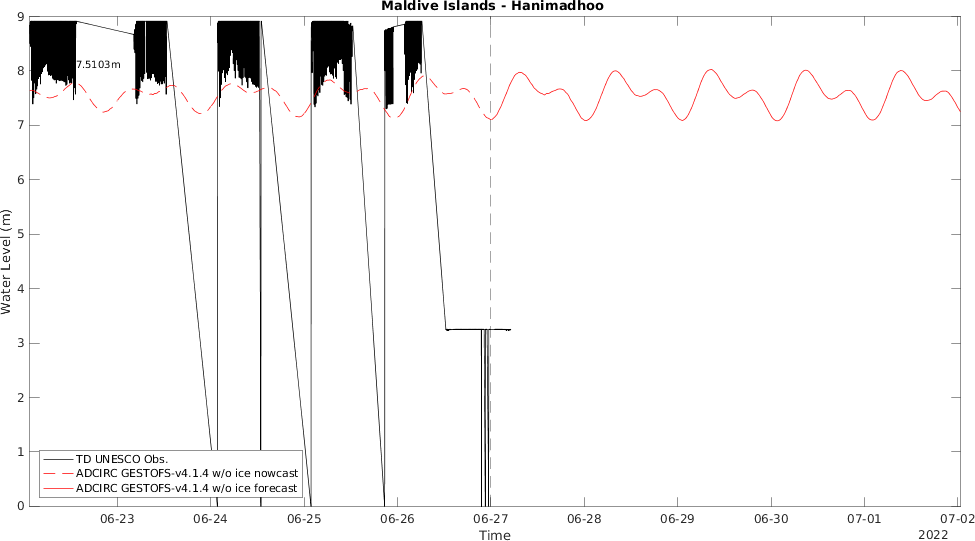 Maldive Islands - Hanimadhoo
9
8
7
6
5
4
3
2
1
0
Water Level (m)
7.5103m
TD UNESCO Obs.
ADCIRC GESTOFS-v4.1.4 w/o ice nowcast
ADCIRC GESTOFS-v4.1.4 w/o ice forecast
06-23 06-24 06-25 06-26 06-27 06-28 06-29 06-30 07-01 07-02
Time
2022